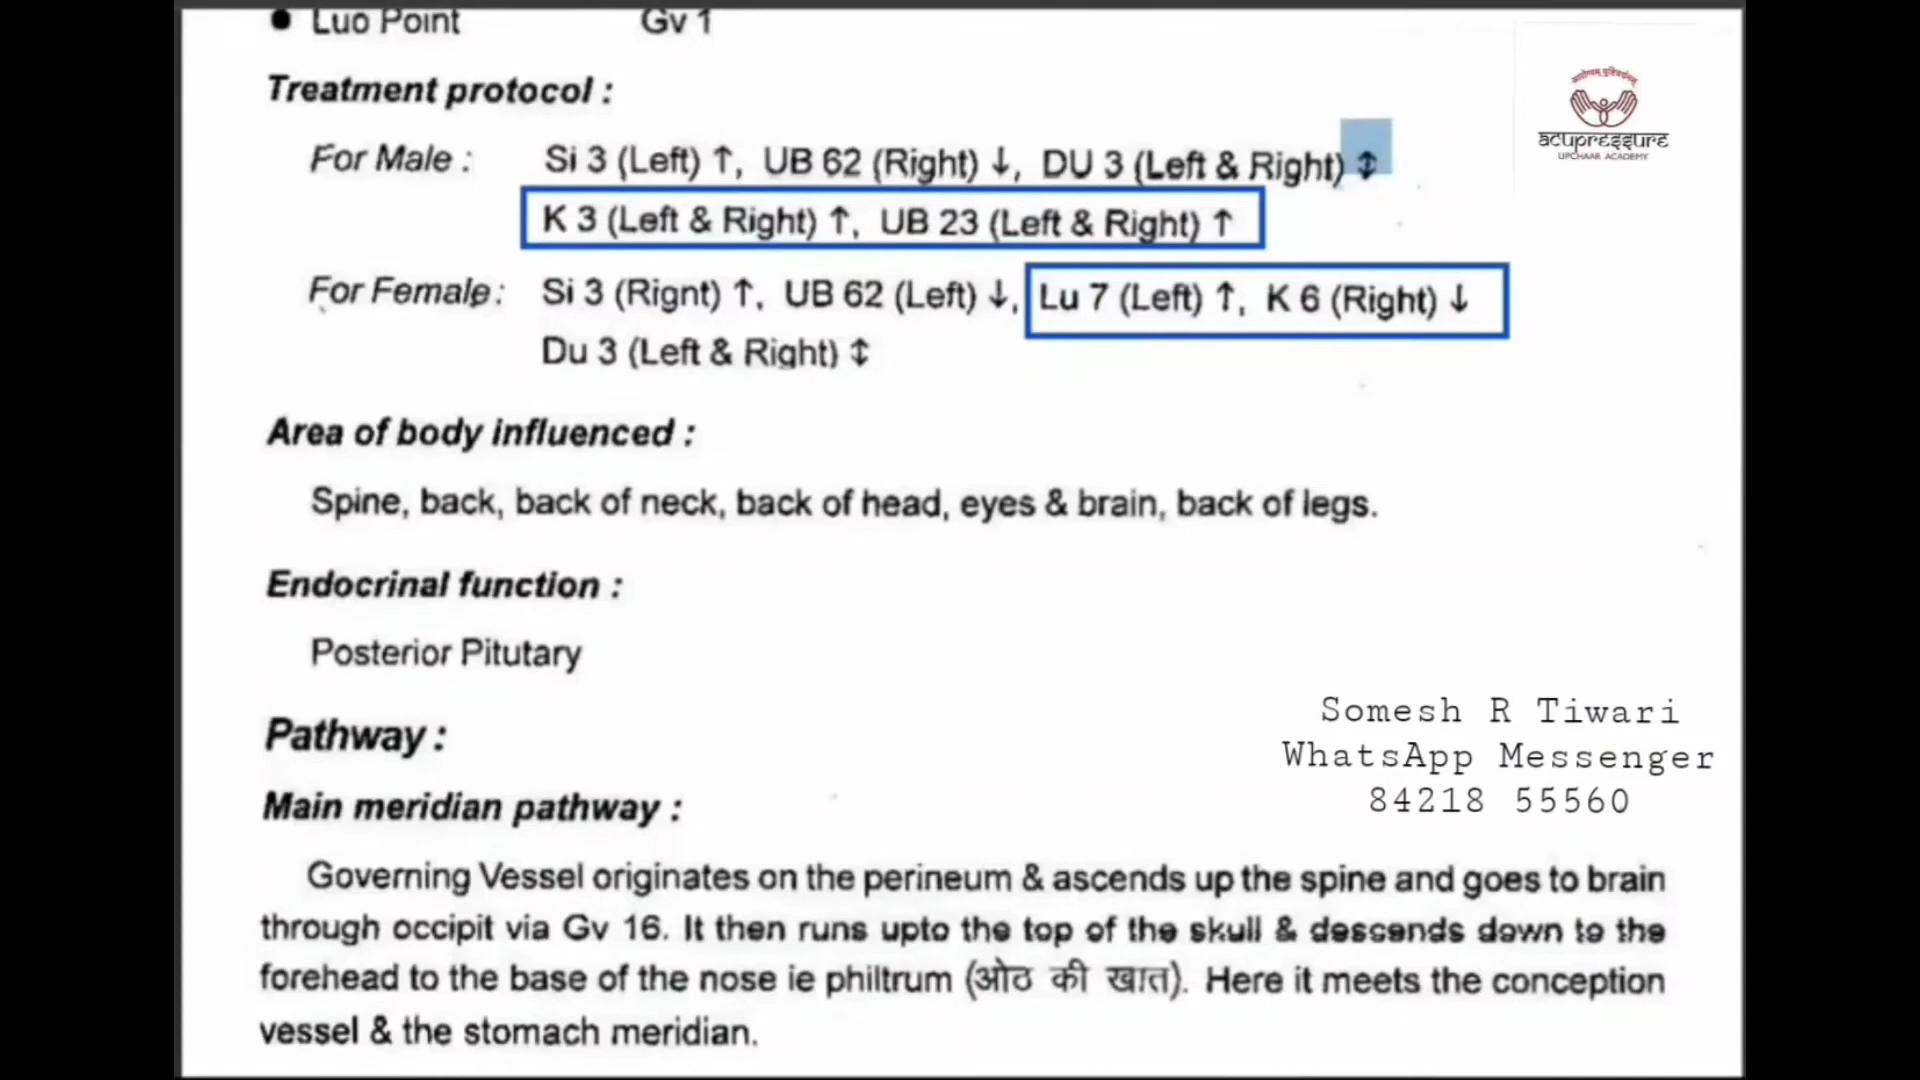 ● Luo Point Gv 1
Treatment protocol :
For Male : Si 3 (Left) ↑, UB 62 (Right) ↓, DU 3 (Left & Right) ↕
K 3 (Left & Right) ↑, UB 23 (Left & Right) ↑
For Female: Si 3 (Rignt) ↑, UB 62 (Left) ↓, Lu 7 (Left) ↑, K 6 (Right) ↓
Du 3 (Left & Right) ↕
Area of body influenced :
Spine, back, back of neck, back of head, eyes & brain, back of legs.
Endocrinal function :
Posterior Pitutary
Pathway :
Main meridian pathway :
Governing Vessel originates on the perineum & ascends up the spine and goes to brain
through occipit via Gv 16. It then runs upto the top of the skull & descends down to the
forehead to the base of the nose ie philtrum (ओठ की खात). Here it meets the conception
vessel & the stomach meridian.
acupressure
UPCHAAR ACADEMY
Somesh R Tiwari
WhatsApp Messenger
84218 55560